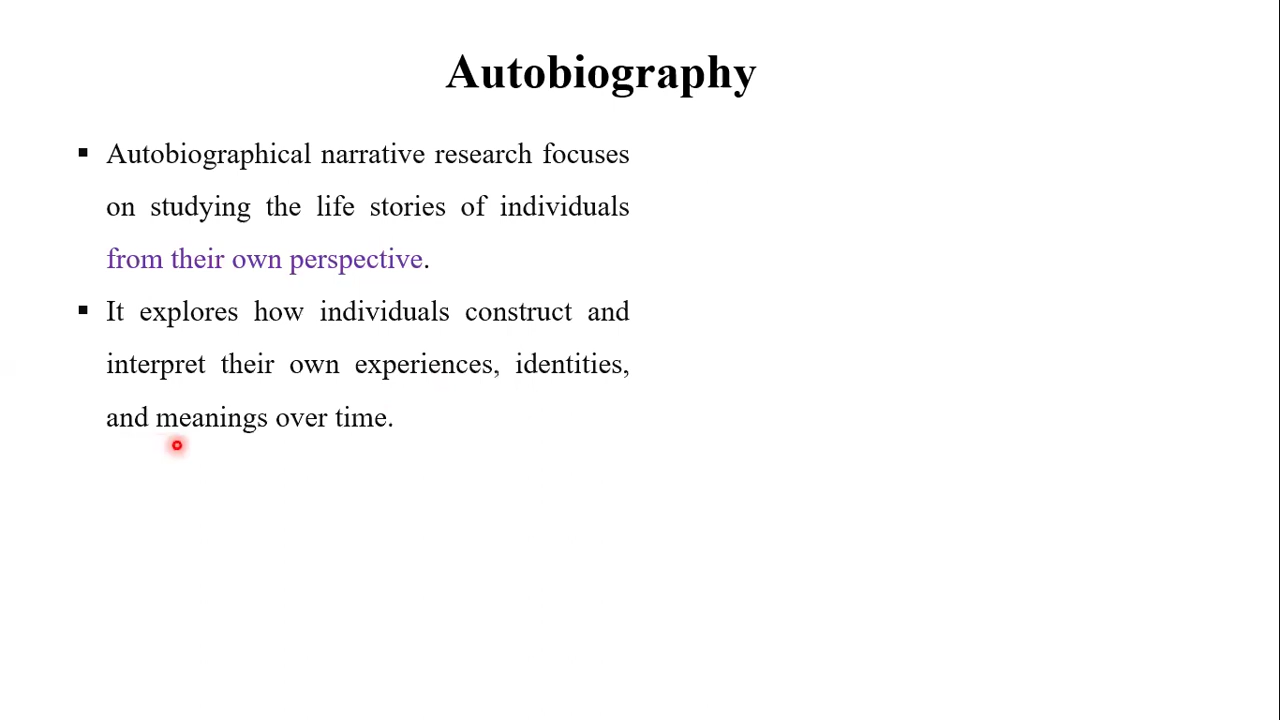 Autobiography
▪ Autobiographical narrative research focuses
on studying the life stories of individuals
from their own perspective.
▪ It explores how individuals construct and
interpret their own experiences, identities,
and meanings over time.